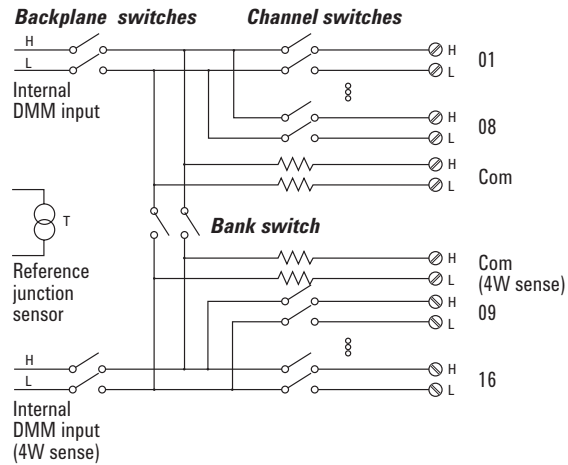 Backplane switches
Channel switches
H
L
Internal
DMM input
H
L
01
H
L
08
H
L
Com
T
Bank switch
Reference
junction
sensor
H
L
Com
(4W sense)
H
L
09
H
L
16
H
L
Internal
DMM input
(4W sense)